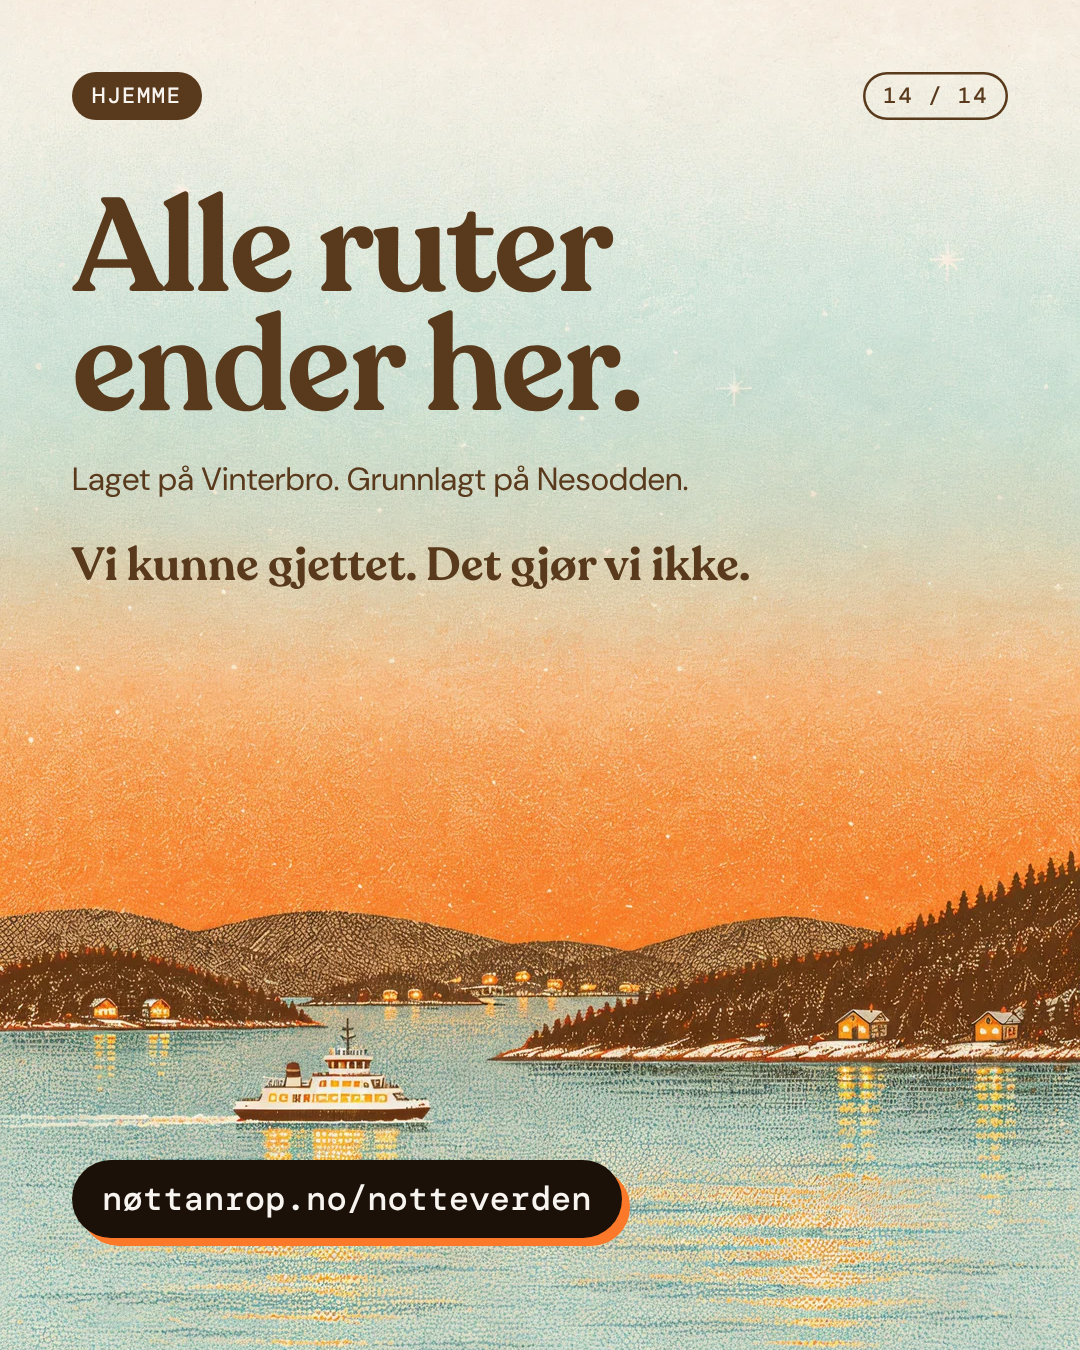 HJEMME
14 / 14
Alle ruter
ender her.
Laget på Vinterbro. Grunnlagt på Nesodden.
Vi kunne gjettet. Det gjør vi ikke.
nøttanrop.no/notteverden